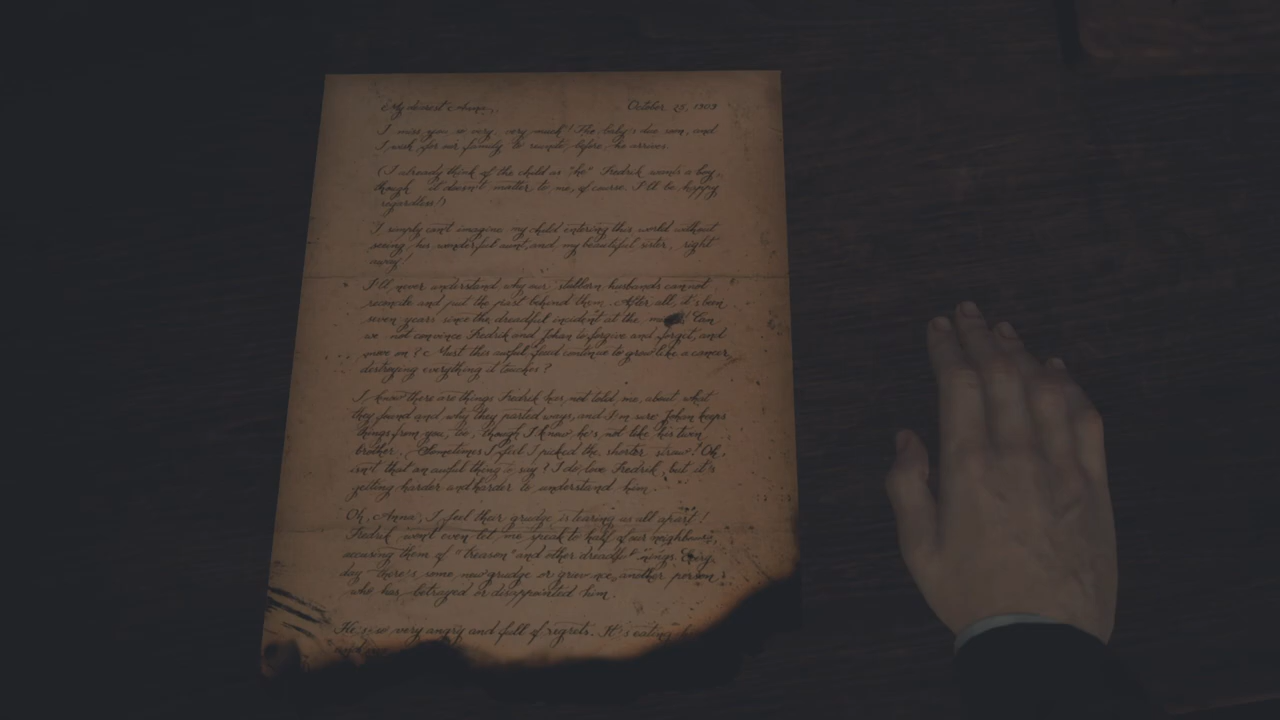 My dearest Anna, October 25, 1903
I miss you so very, very much! The baby's due soon, and
I wish for our family to reunite before he arrives.
(I already think of the child as "he". Fredrik wants a boy,
though it doesn't matter to me, of course. I'll be happy
regardless!)
I simply can't imagine my child entering this world without
seeing his wonderful aunt, and my beautiful sister, right
away!
I'll never understand why our stubborn husbands cannot
reconcile and put the past behind them. After all, it's been
seven years since the dreadful incident at the Can
we not convince Fredrik and Johan to forgive and forget, and
move on? Must this awful feud continue to grow like a cancer,
destroying everything it touches?
I know there are things Fredrik has not told me, about what
they found and why they parted ways, and I'm sure Johan keeps
things from you, too, though I know he's not like his twin
brother. Sometimes I feel I picked the shorter straw! Oh,
isn't that an awful thing to say? I do love Fredrik, but it's
getting harder and harder to understand him.
Oh, Anna, I feel their grudge is tearing us all apart!
Fredrik won't even let me speak to half of our neighbours,
accusing them of "treason" and other dreadful things. Every
day there's some new grudge or grievance, another person
who has betrayed or disappointed him.
He's so very angry and full of regrets. It's eating